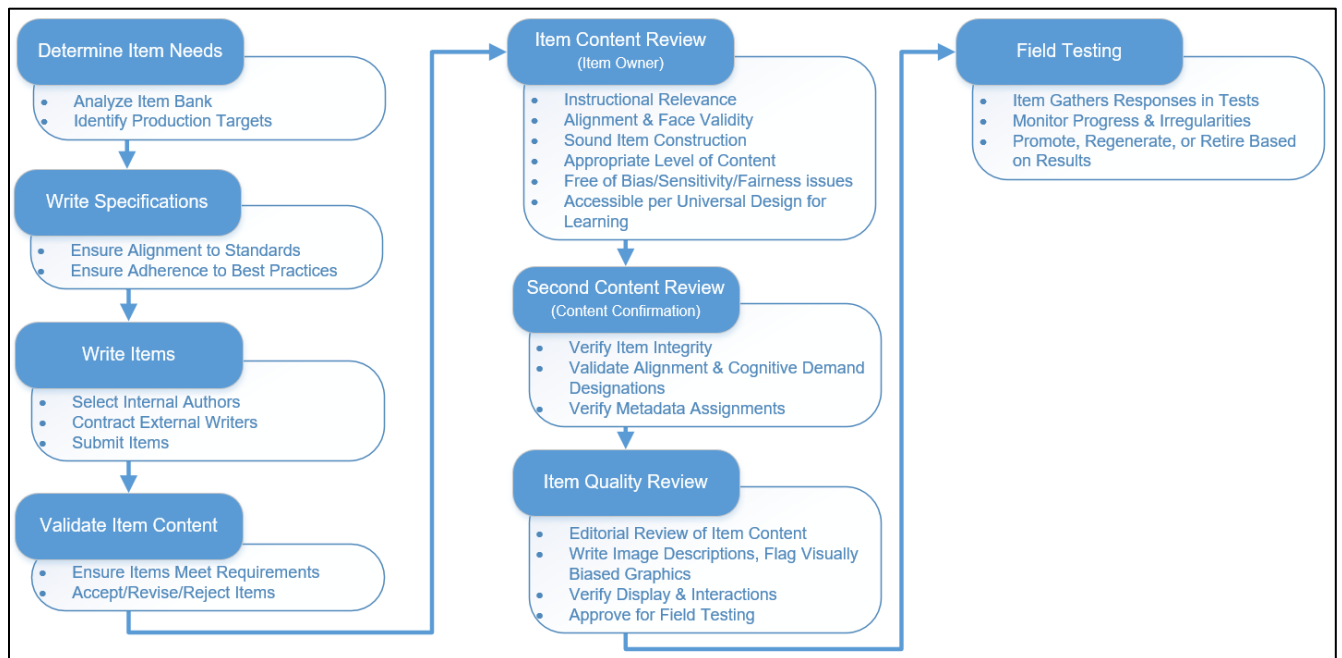 Determine Item Needs
• Analyze Item Bank
• Identify Production Targets
Write Specifications
• Ensure Alignment to Standards
• Ensure Adherence to Best Practices
Write Items
• Select Internal Authors
• Contract External Writers
• Submit Items
Validate Item Content
• Ensure Items Meet Requirements
• Accept/Revise/Reject Items
Item Content Review
(Item Owner)
• Instructional Relevance
• Alignment & Face Validity
• Sound Item Construction
• Appropriate Level of Content
• Free of Bias/Sensitivity/Fairness issues
• Accessible per Universal Design for
Learning
Second Content Review
(Content Confirmation)
• Verify Item Integrity
• Validate Alignment & Cognitive Demand
Designations
• Verify Metadata Assignments
Item Quality Review
• Editorial Review of Item Content
• Write Image Descriptions, Flag Visually
Biased Graphics
• Verify Display & Interactions
• Approve for Field Testing
Field Testing
• Item Gathers Responses in Tests
• Monitor Progress & Irregularities
• Promote, Regenerate, or Retire Based
on Results